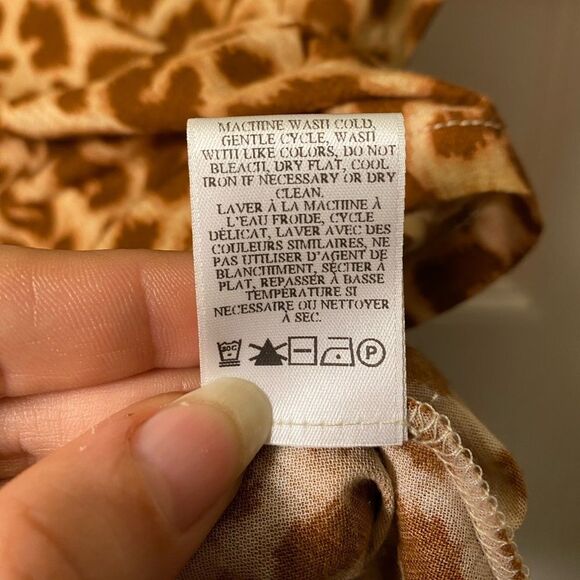 MACHINE WASH COLD,
GENTLE CYCLE, WASH
WITH LIKE COLORS, DO NOT
BLEACH, DRY FLAT, COOL
IRON IF NECESSARY OR DRY
CLEAN.
LAVER À LA MACHINE À
L'EAU FROIDE, CYCLE
DÉLICAT, LAVER AVEC DES
COULEURS SIMILAIRES, NE
PAS UTILISER D'AGENT DE
BLANCHIMENT, SÉCHER À
PLAT, REPASSER À BASSE
TEMPÉRATURE SI
NECESSAIRE OU NETTOYER
À SEC.
30C P